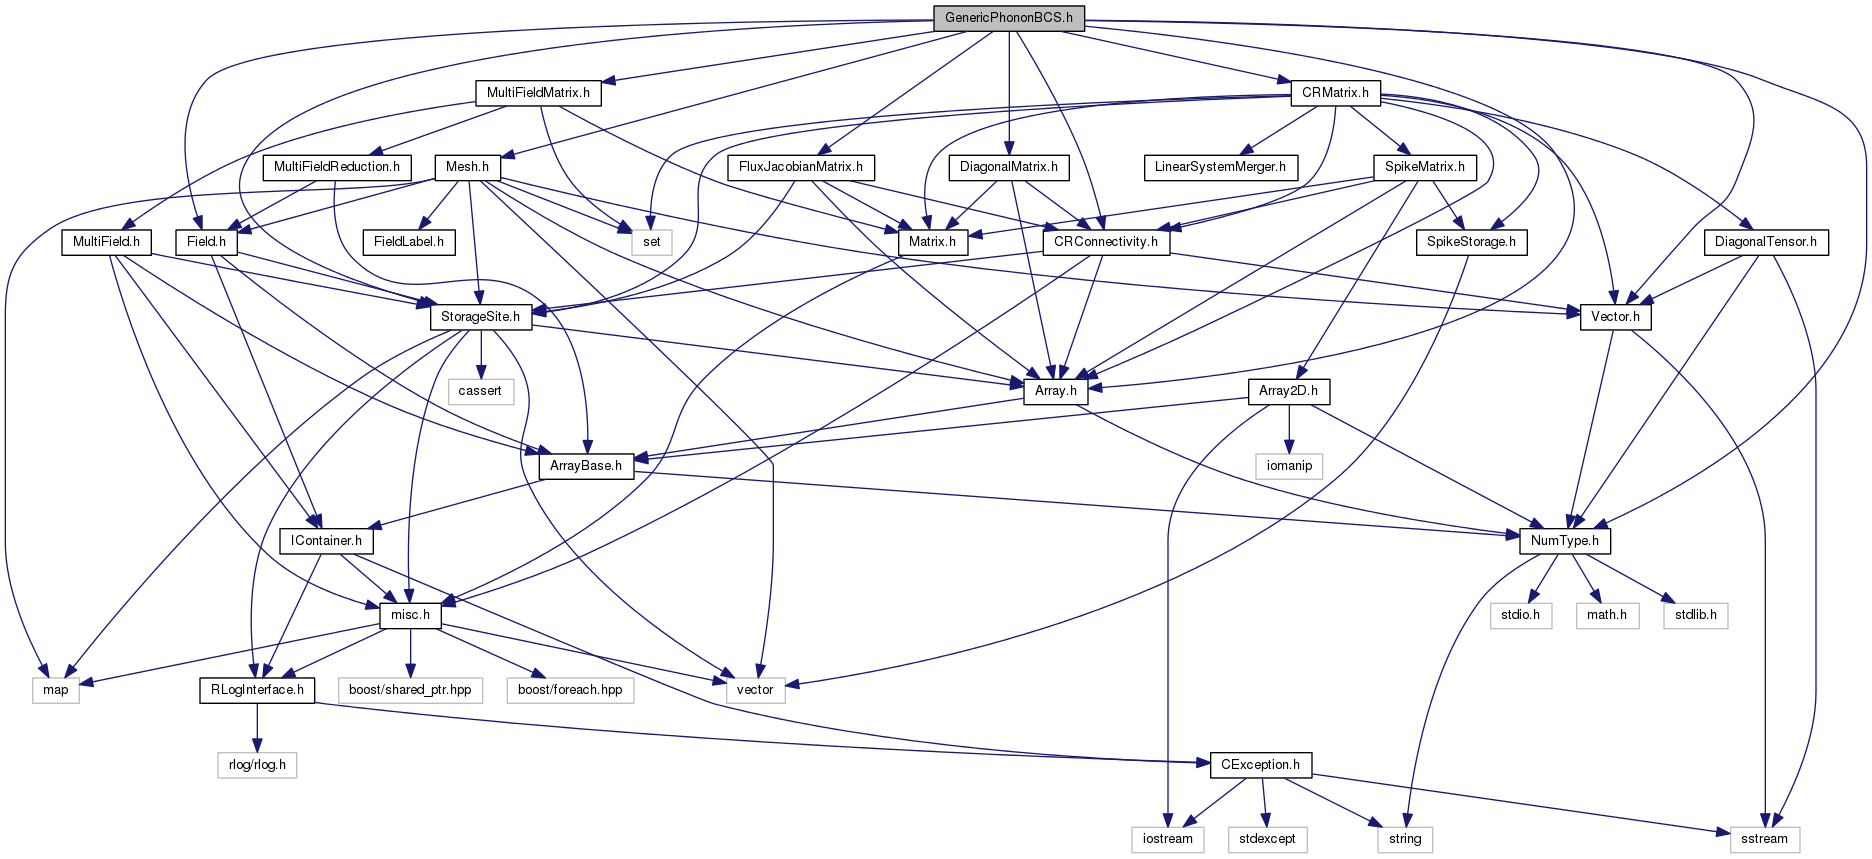 GenericPhononBCS.h
MultiFieldMatrix.h
CRMatrix.h
MultiFieldReduction.h
Mesh.h
FluxJacobianMatrix.h
DiagonalMatrix.h
LinearSystemMerger.h
SpikeMatrix.h
MultiField.h
Field.h
FieldLabel.h
set
Matrix.h
CRConnectivity.h
SpikeStorage.h
DiagonalTensor.h
StorageSite.h
Vector.h
cassert
Array.h
Array2D.h
ArrayBase.h
iomanip
IContainer.h
NumType.h
misc.h
stdio.h
math.h
stdlib.h
map
RLogInterface.h
boost/shared_ptr.hpp
boost/foreach.hpp
vector
rlog/rlog.h
CException.h
iostream
stdexcept
string
sstream